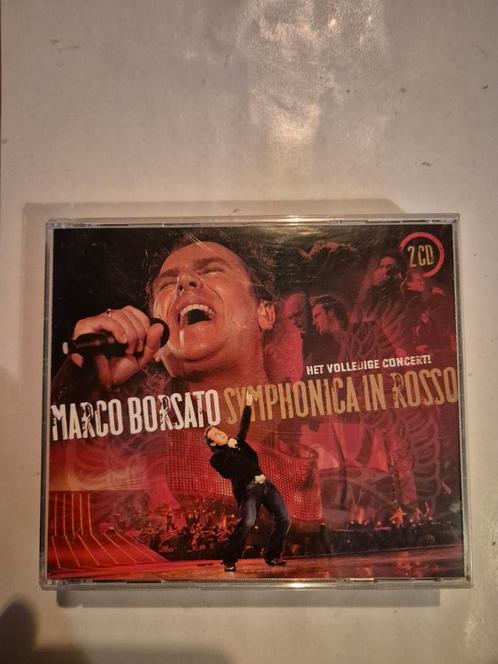 2CD
HET VOLLEDIGE CONCERT!
MARCO BORSATO SYMPHONICA IN ROSSO